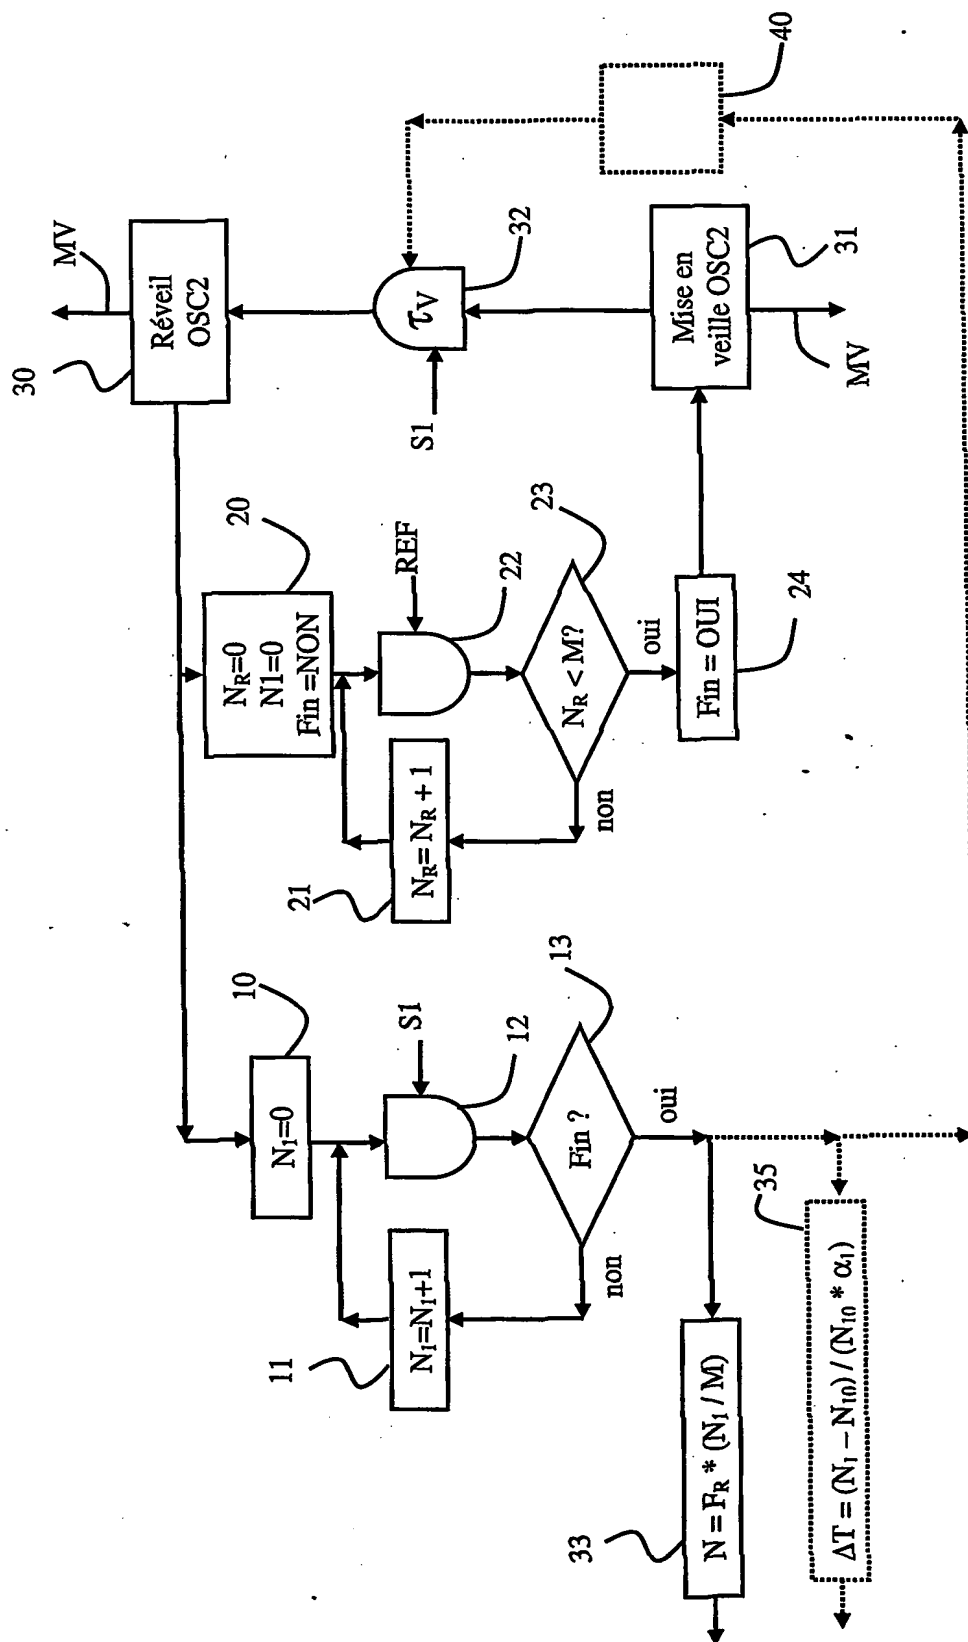 MV
30
Réveil
OSC2
τV
32
S1
40
Mise en
veille OSC2
31
MV
20
NR=0
N1=0
Fin =NON
REF
22
21
NR= NR + 1
NR < M?
23
non
oui
Fin = OUI
24
10
N1=0
S1
12
11
N1=N1+1
Fin ?
13
non
oui
33
N = FR * (N1 / M)
35
ΔT = (N1 – N10) / (N10 * α1)